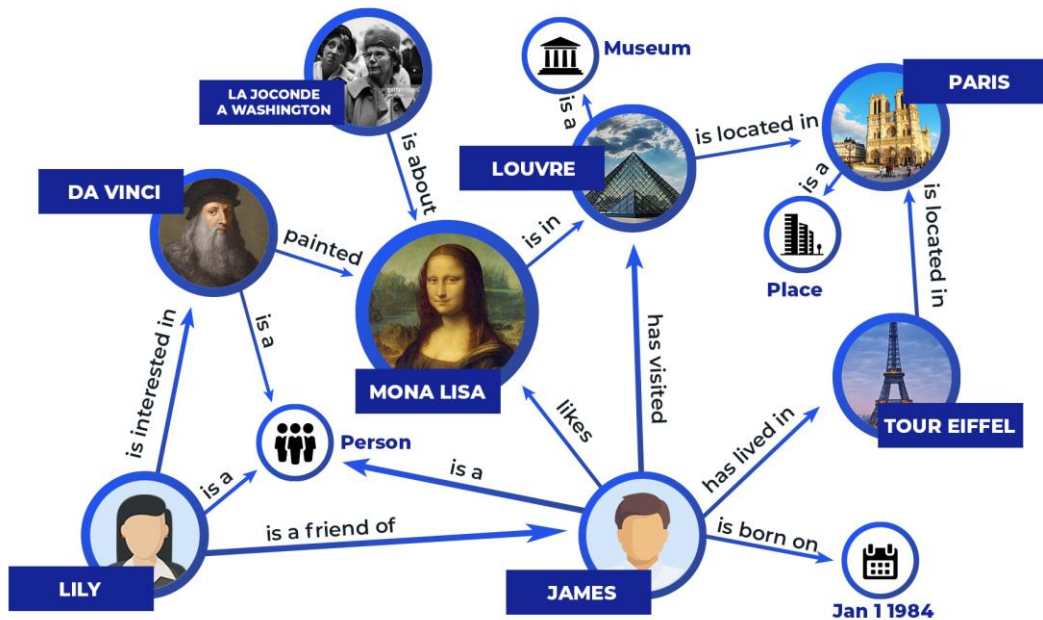 Museum
LA JOCONDE
A WASHINGTON
PARIS
is a
is located in
LOUVRE
is about
DA VINCI
is a
is located in
painted
is in
Place
is a
has visited
is interested in
MONA LISA
likes
TOUR EIFFEL
Person
has lived in
is a
is a
is a friend of
is born on
LILY
JAMES
Jan 1 1984